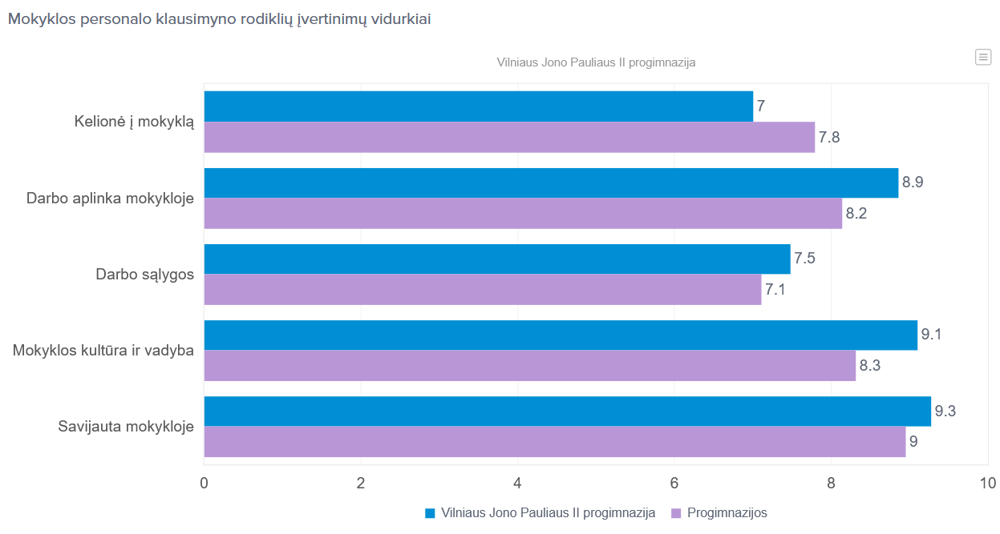 Mokyklos personalo klausimyno rodiklių įvertinimų vidurkiai
Vilniaus Jono Pauliaus II progimnazija
Kelionė į mokyklą
7
7.8
Darbo aplinka mokykloje
8.9
8.2
Darbo sąlygos
7.5
7.1
Mokyklos kultūra ir vadyba
9.1
8.3
Savijauta mokykloje
9.3
9
0 2 4 6 8 10
Vilniaus Jono Pauliaus II progimnazija Progimnazijos